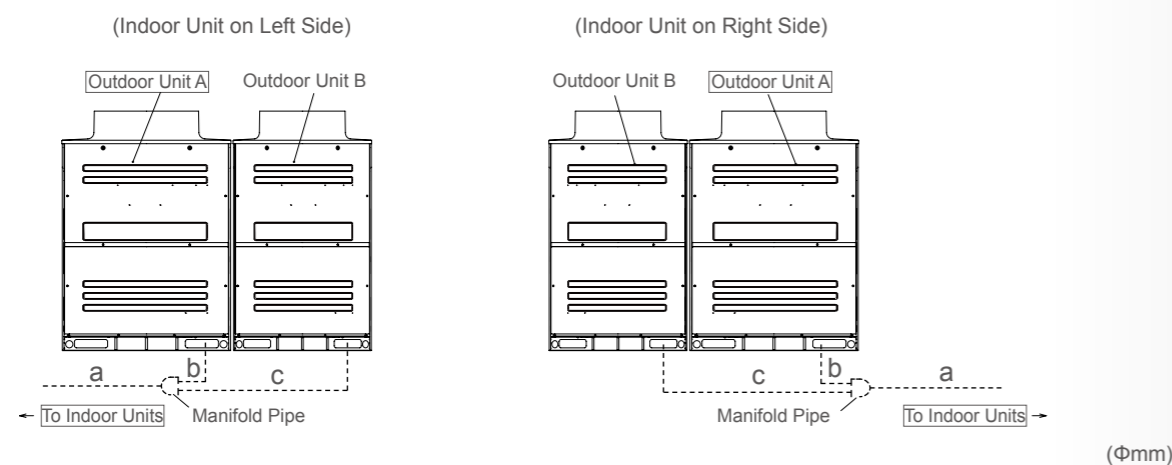 (Indoor Unit on Left Side)
(Indoor Unit on Right Side)
Outdoor Unit A
Outdoor Unit B
Outdoor Unit B
Outdoor Unit A
a
b
c
c
b
a
To Indoor Units
Manifold Pipe
Manifold Pipe
To Indoor Units
(Φmm)